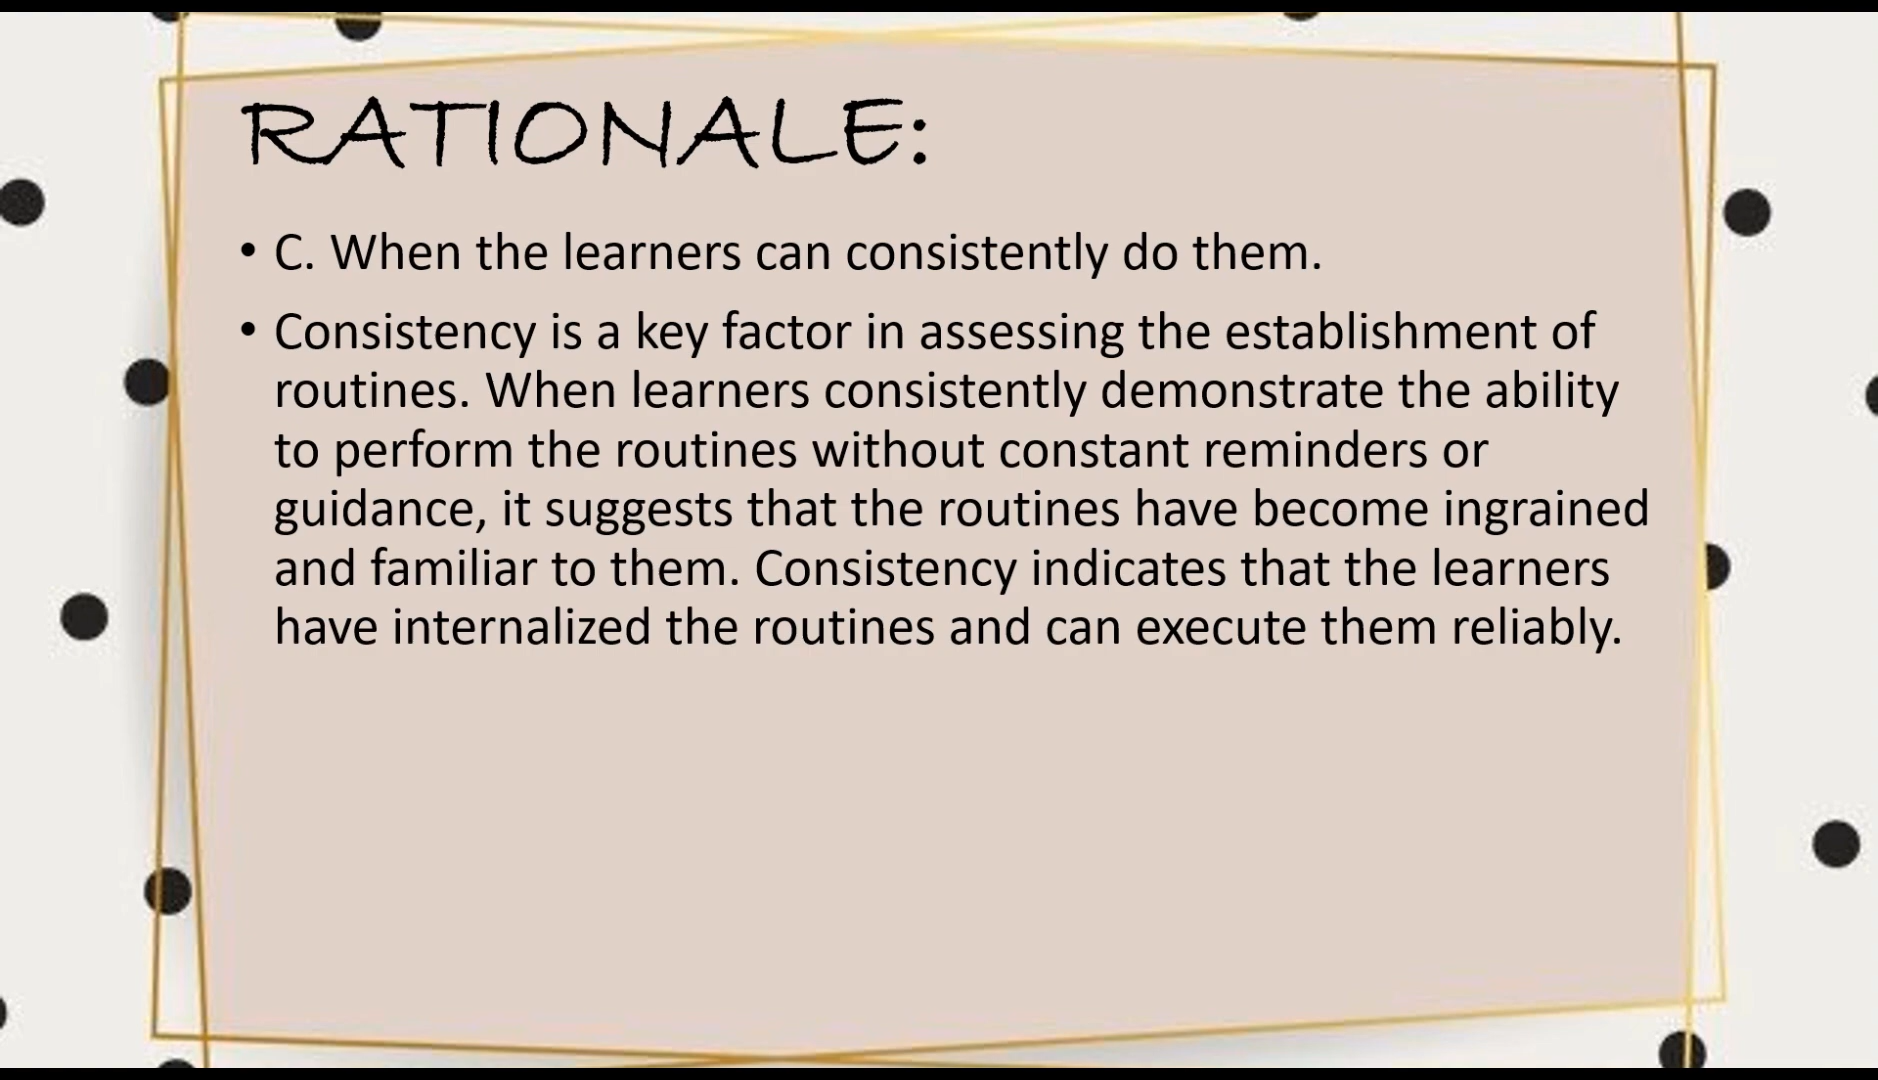 RATIONALE:
• C. When the learners can consistently do them.
• Consistency is a key factor in assessing the establishment of
routines. When learners consistently demonstrate the ability
to perform the routines without constant reminders or
guidance, it suggests that the routines have become ingrained
and familiar to them. Consistency indicates that the learners
have internalized the routines and can execute them reliably.